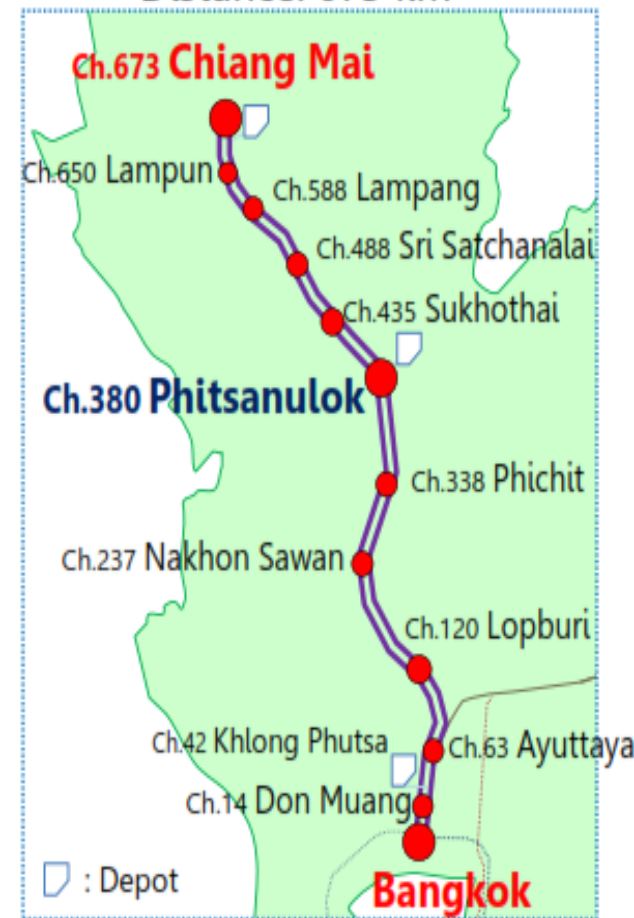 Ch.673 Chiang Mai
Ch.650 Lampun
Ch.588 Lampang
Ch.488 Sri Satchanalai
Ch.435 Sukhothai
Ch.380 Phitsanulok
Ch.338 Phichit
Ch.237 Nakhon Sawan
Ch.120 Lopburi
Ch.42 Khlong Phutsa
Ch.63 Ayuttaya
Ch.14 Don Muang
: Depot
Bangkok